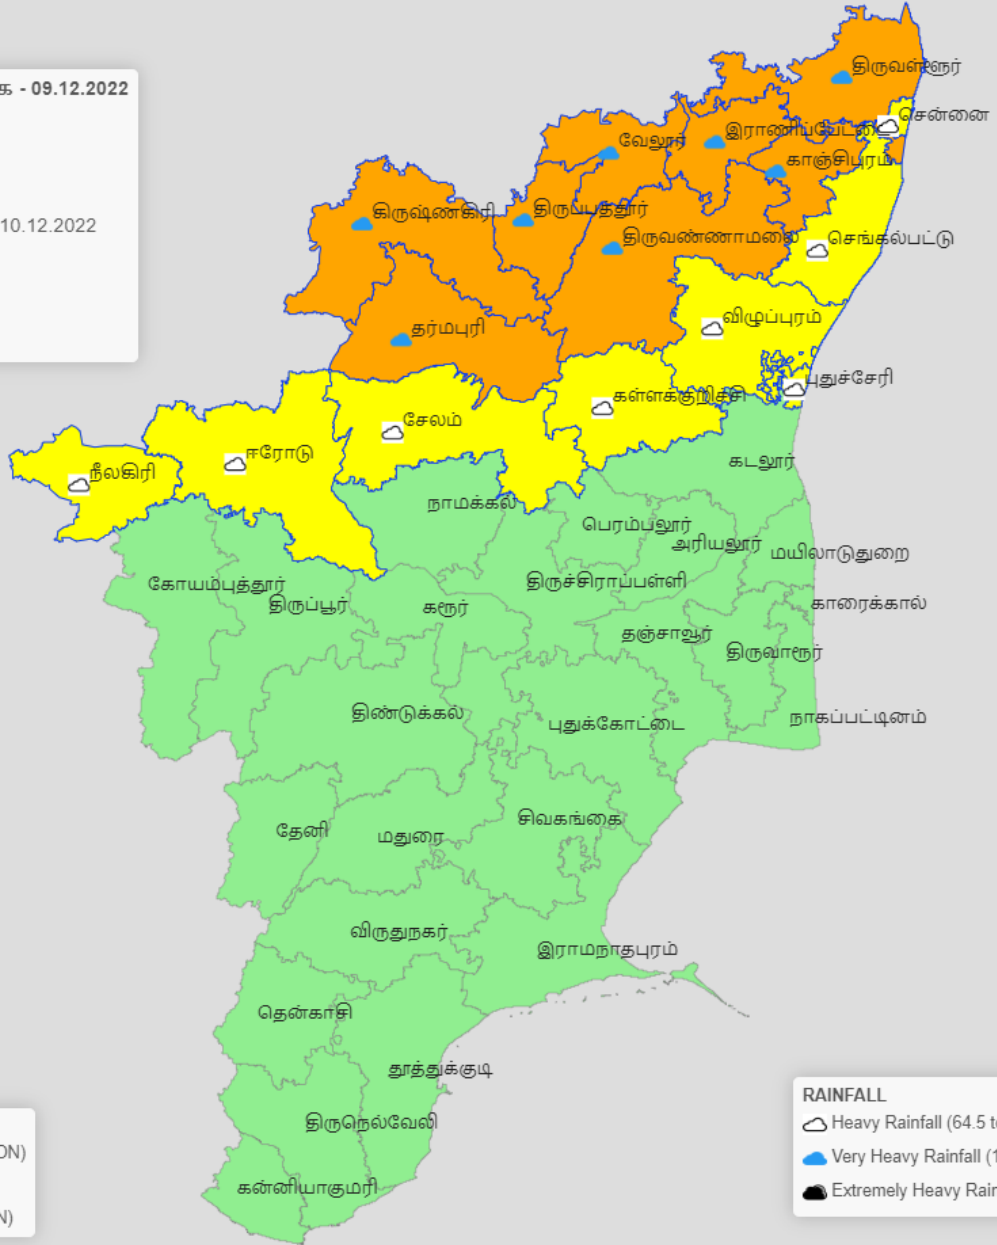 க - 09.12.2022
10.12.2022
திருவள்ளூர்
சென்னை
இராணிப்பேட்டை
வேலூர்
காஞ்சிபுரம்
கிருஷ்ணகிரி
திருப்பத்தூர்
திருவண்ணாமலை
செங்கல்பட்டு
விழுப்புரம்
தர்மபுரி
புதுச்சேரி
கள்ளக்குறிச்சி
சேலம்
ஈரோடு
நீலகிரி
கடலூர்
நாமக்கல்
பெரம்பலூர்
அரியலூர்
மயிலாடுதுறை
கோயம்புத்தூர்
திருப்பூர்
திருச்சிராப்பள்ளி
கரூர்
காரைக்கால்
தஞ்சாவூர்
திருவாரூர்
திண்டுக்கல்
புதுக்கோட்டை
நாகப்பட்டினம்
தேனி
மதுரை
சிவகங்கை
விருதுநகர்
இராமநாதபுரம்
தென்காசி
தூத்துக்குடி
திருநெல்வேலி
கன்னியாகுமரி
ON)
N)
RAINFALL
Heavy Rainfall (64.5 to
Very Heavy Rainfall (1
Extremely Heavy Rain